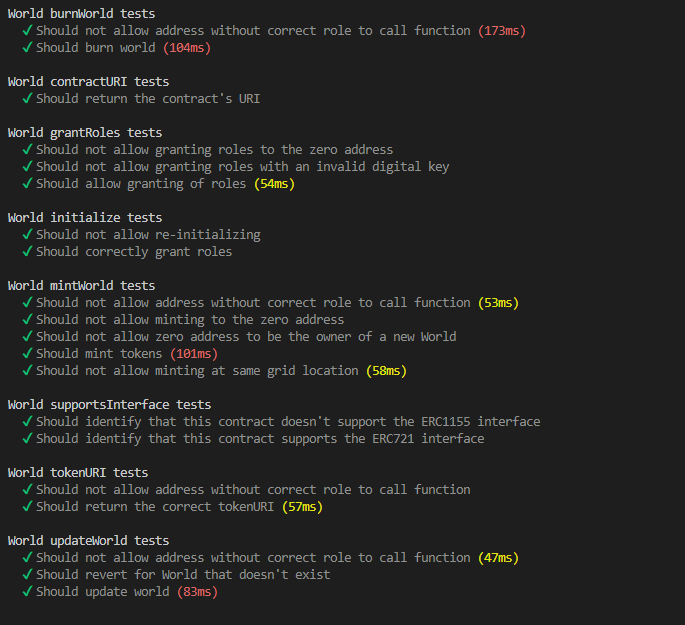 World burnWorld tests
✓ Should not allow address without correct role to call function (173ms)
✓ Should burn world (104ms)
World contractURI tests
✓ Should return the contract's URI
World grantRoles tests
✓ Should not allow granting roles to the zero address
✓ Should not allow granting roles with an invalid digital key
✓ Should allow granting of roles (54ms)
World initialize tests
✓ Should not allow re-initializing
✓ Should correctly grant roles
World mintWorld tests
✓ Should not allow address without correct role to call function (53ms)
✓ Should not allow minting to the zero address
✓ Should not allow zero address to be the owner of a new World
✓ Should mint tokens (101ms)
✓ Should not allow minting at same grid location (58ms)
World supportsInterface tests
✓ Should identify that this contract doesn't support the ERC1155 interface
✓ Should identify that this contract supports the ERC721 interface
World tokenURI tests
✓ Should not allow address without correct role to call function
✓ Should return the correct tokenURI (57ms)
World updateWorld tests
✓ Should not allow address without correct role to call function (47ms)
✓ Should revert for World that doesn't exist
✓ Should update world (83ms)